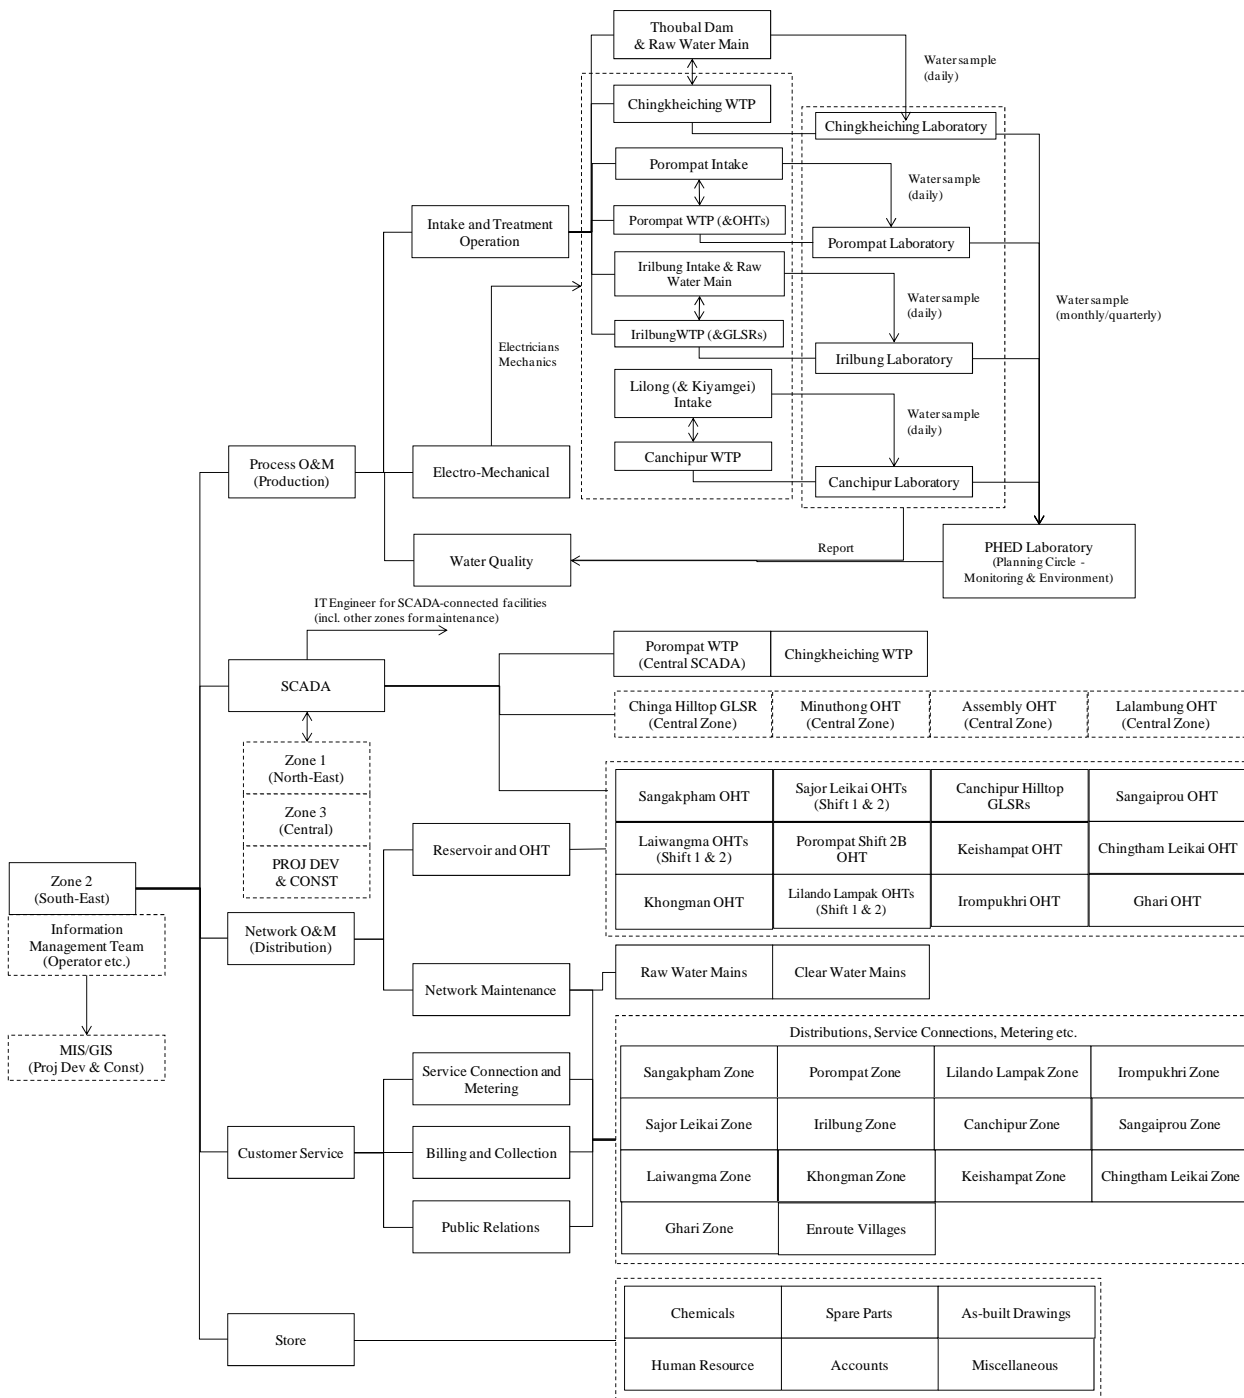 Thoubal Dam
& Raw Water Main
Water sample
(daily)
Chingkheiching WTP
Chingkheiching Laboratory
Porompat Intake
Water sample
(daily)
Intake and Treatment
Operation
Porompat WTP (&OHTs)
Porompat Laboratory
Irilbung Intake & Raw
Water Main
Water sample
(daily)
Water sample
(monthly/quarterly)
IrilbungWTP (&GLSRs)
Irilbung Laboratory
Electricians
Mechanics
Lilong (& Kiyamgei)
Intake
Water sample
(daily)
Canchipur WTP
Canchipur Laboratory
Process O&M
(Production)
Electro-Mechanical
Water Quality
Report
PHED Laboratory
(Planning Circle -
Monitoring & Environment)
IT Engineer for SCADA-connected facilities
(incl. other zones for maintenance)
SCADA
Porompat WTP
(Central SCADA)
Chingkheiching WTP
Chinga Hilltop GLSR
(Central Zone)
Minuthong OHT
(Central Zone)
Assembly OHT
(Central Zone)
Lalambung OHT
(Central Zone)
Zone 1
(North-East)
Zone 3
(Central)
PROJ DEV
& CONST
Sangakpham OHT
Sajor Leikai OHTs
(Shift 1 & 2)
Canchipur Hilltop
GLSRs
Sangaiprou OHT
Reservoir and OHT
Laiwangma OHTs
(Shift 1 & 2)
Porompat Shift 2B
OHT
Keishampat OHT
Chingtham Leikai OHT
Khongman OHT
Lilando Lampak OHTs
(Shift 1 & 2)
Irompukhri OHT
Ghari OHT
Zone 2
(South-East)
Information
Management Team
(Operator etc.)
MIS/GIS
(Proj Dev & Const)
Network O&M
(Distribution)
Network Maintenance
Raw Water Mains
Clear Water Mains
Distributions, Service Connections, Metering etc.
Service Connection and
Metering
Sangakpham Zone
Porompat Zone
Lilando Lampak Zone
Irompukhri Zone
Sajor Leikai Zone
Irilbung Zone
Canchipur Zone
Sangaiprou Zone
Customer Service
Billing and Collection
Laiwangma Zone
Khongman Zone
Keishampat Zone
Chingtham Leikai Zone
Public Relations
Ghari Zone
Enroute Villages
Store
Chemicals
Spare Parts
As-built Drawings
Human Resource
Accounts
Miscellaneous